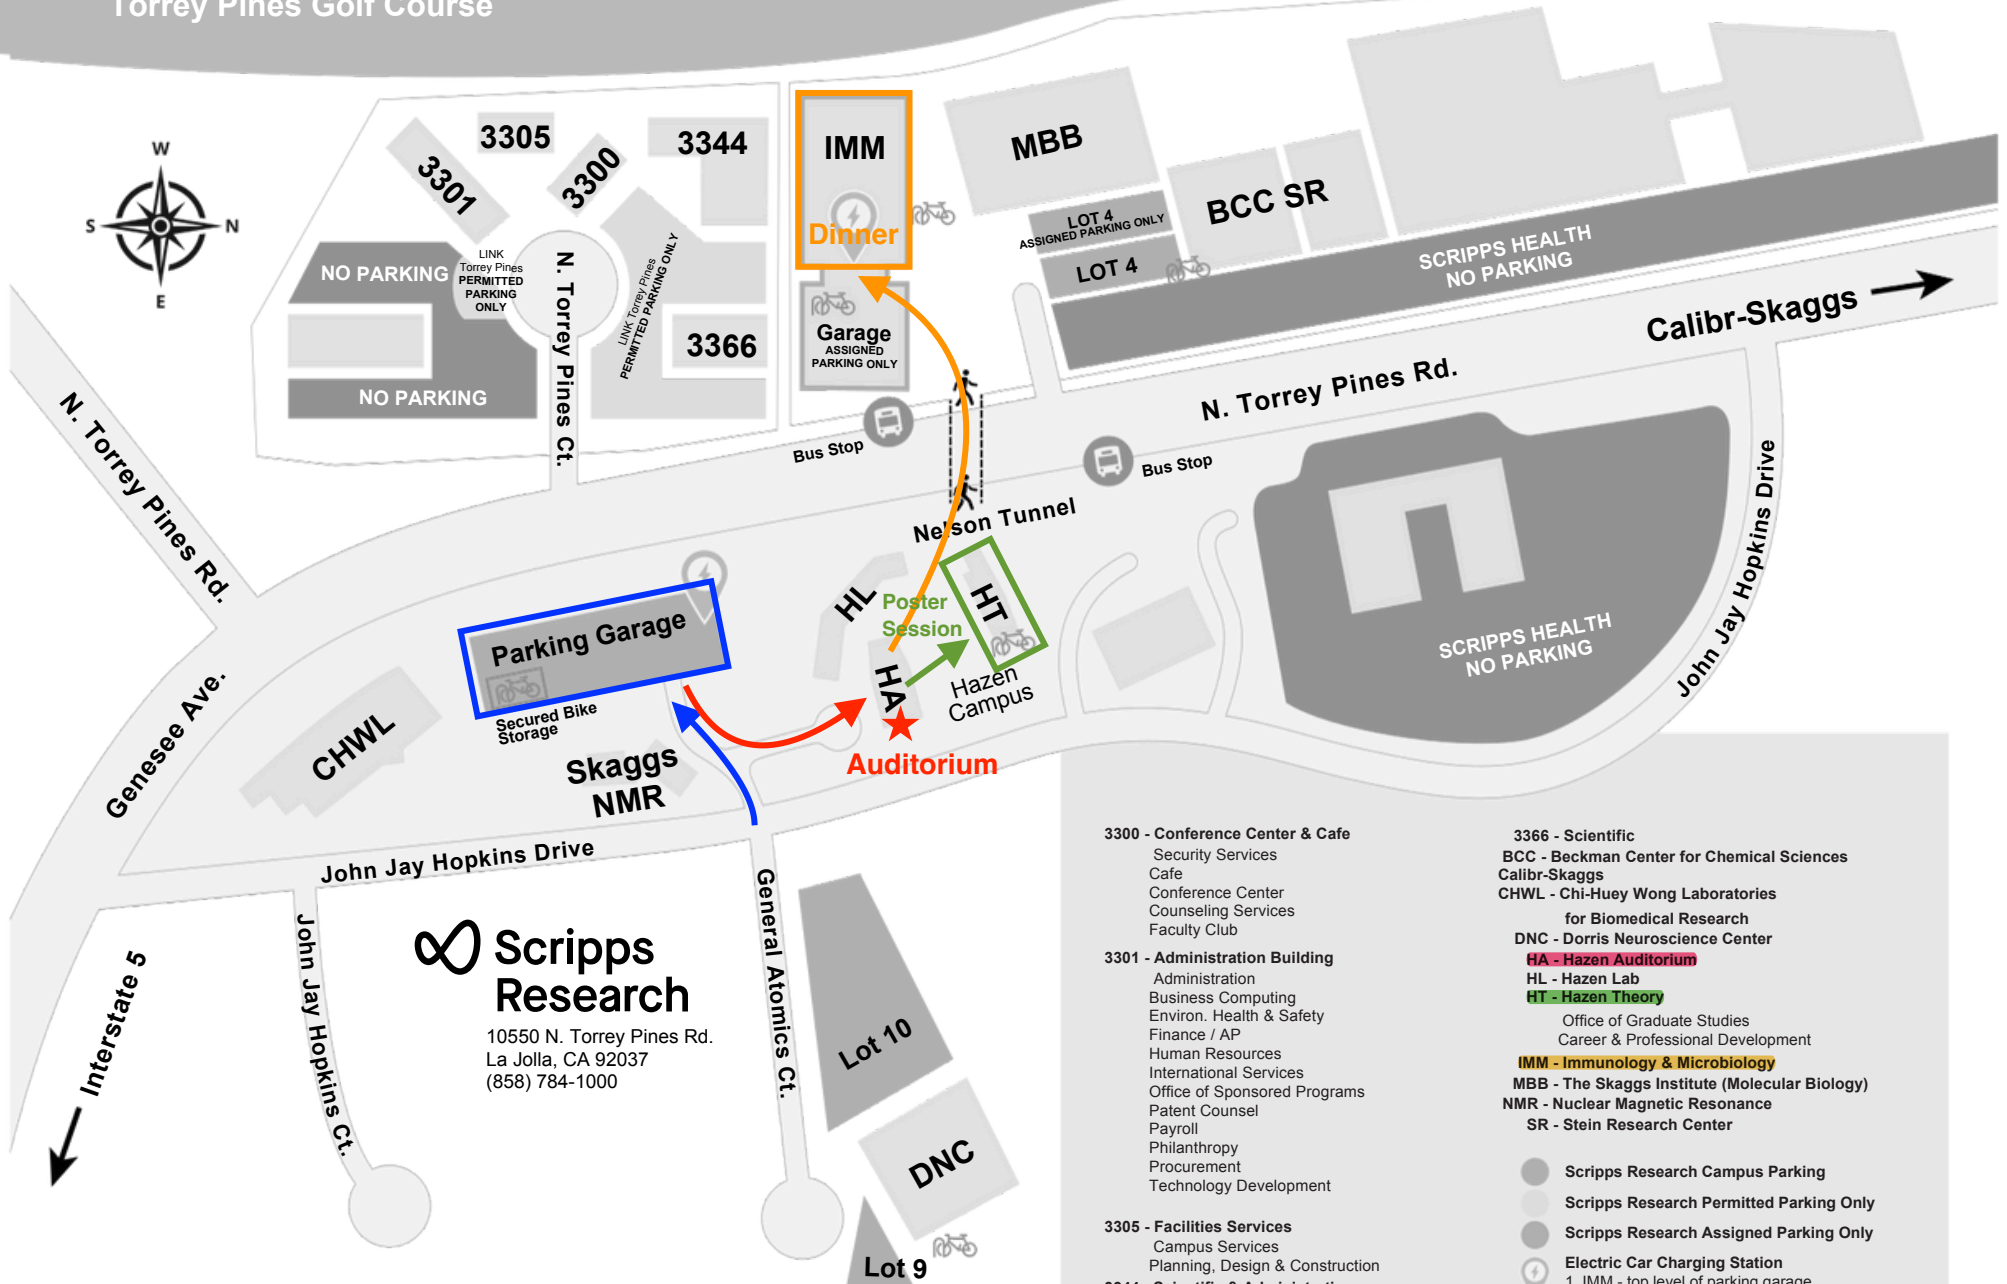 Torrey Pines Golf Course
W
S
N
E
3305
3301
3300
3344
IMM
Dinner
MBB
BCC SR
LOT 4
ASSIGNED PARKING ONLY
LOT 4
SCRIPPS HEALTH
NO PARKING
Calibr-Skaggs
NO PARKING
LINK
Torrey Pines
PERMITTED
PARKING
ONLY
N. Torrey Pines Ct.
LINK Torrey Pines
PERMITTED PARKING ONLY
3366
NO PARKING
Garage
ASSIGNED
PARKING ONLY
Bus Stop
Bus Stop
N. Torrey Pines Rd.
N. Torrey Pines Rd.
Nelson Tunnel
John Jay Hopkins Drive
SCRIPPS HEALTH
NO PARKING
HL
Poster
Session
HT
HA
Hazen
Campus
Auditorium
Parking Garage
Secured Bike
Storage
Skaggs
NMR
CHWL
Genesee Ave.
John Jay Hopkins Drive
Interstate 5
John Jay Hopkins Ct.
General Atomics Ct.
Scripps
Research
10550 N. Torrey Pines Rd.
La Jolla, CA 92037
(858) 784-1000
Lot 10
DNC
Lot 9
3300 - Conference Center & Cafe
Security Services
Cafe
Conference Center
Counseling Services
Faculty Club
3301 - Administration Building
Administration
Business Computing
Environ. Health & Safety
Finance / AP
Human Resources
International Services
Office of Sponsored Programs
Patent Counsel
Payroll
Philanthropy
Procurement
Technology Development
3305 - Facilities Services
Campus Services
Planning, Design & Construction
3366 - Scientific
BCC - Beckman Center for Chemical Sciences
Calibr-Skaggs
CHWL - Chi-Huey Wong Laboratories
for Biomedical Research
DNC - Dorris Neuroscience Center
HA - Hazen Auditorium
HL - Hazen Lab
HT - Hazen Theory
Office of Graduate Studies
Career & Professional Development
IMM - Immunology & Microbiology
MBB - The Skaggs Institute (Molecular Biology)
NMR - Nuclear Magnetic Resonance
SR - Stein Research Center
Scripps Research Campus Parking
Scripps Research Permitted Parking Only
Scripps Research Assigned Parking Only
Electric Car Charging Station
1. IMM - top level of parking garage